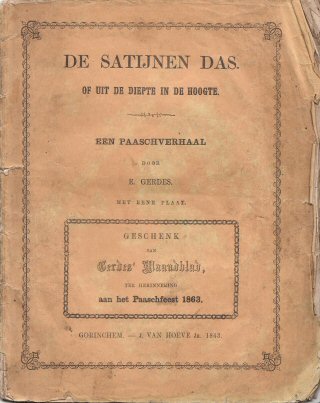 DE SATIJNEN DAS.
OF UIT DE DIEPTE IN DE HOOGTE.
EEN PAASCHVERHAAL
DOOR
E. GERDES.
MET EENE PLAAT.
GESCHENK
VAN
Gerdes' Maandblad,
TER HERINNERING
aan het Paaschfeest 1863.
GORINCHEM. — J. VAN HOEVE Jr. 1863.